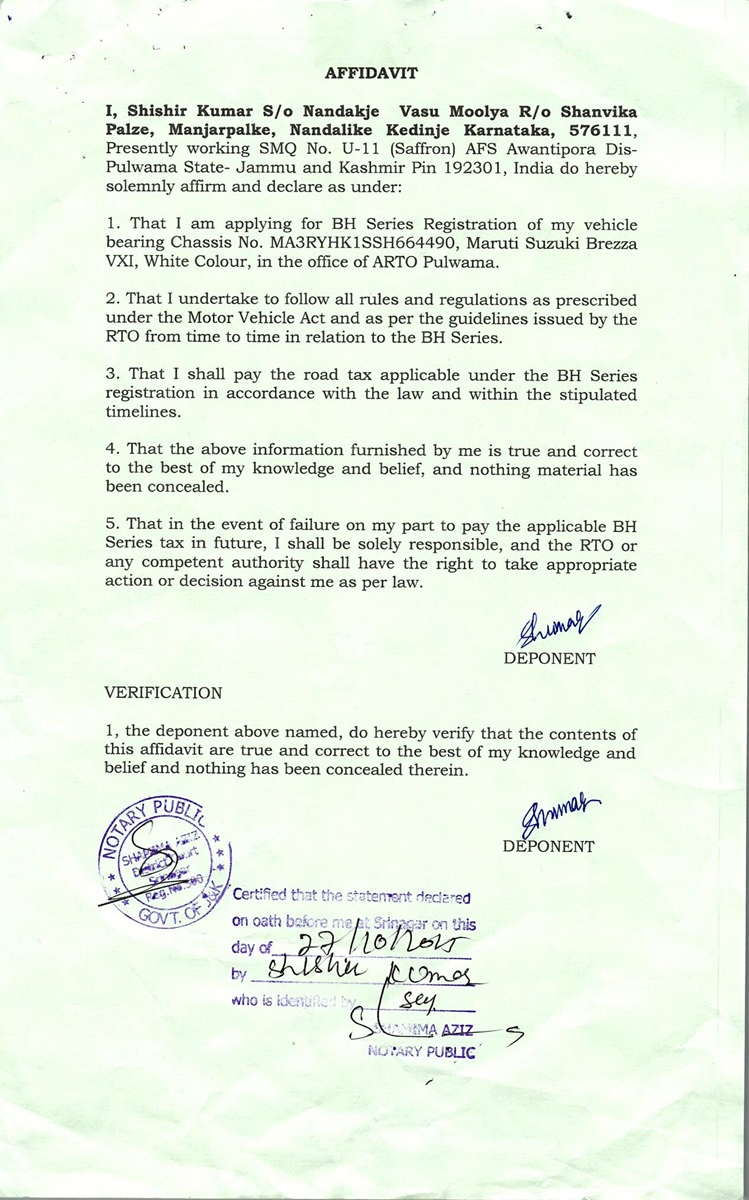 AFFIDAVIT
I, Shishir Kumar S/o Nandakje Vasu Moolya R/o Shanvika
Palze, Manjarpalke, Nandalike Kedinje Karnataka, 576111,
Presently working SMQ No. U-11 (Saffron) AFS Awantipora Dis-
Pulwama State- Jammu and Kashmir Pin 192301, India do hereby
solemnly affirm and declare as under:
1. That I am applying for BH Series Registration of my vehicle
bearing Chassis No. MA3RYHK1SSH664490, Maruti Suzuki Brezza
VXI, White Colour, in the office of ARTO Pulwama.
2. That I undertake to follow all rules and regulations as prescribed
under the Motor Vehicle Act and as per the guidelines issued by the
RTO from time to time in relation to the BH Series.
3. That I shall pay the road tax applicable under the BH Series
registration in accordance with the law and within the stipulated
timelines.
4. That the above information furnished by me is true and correct
to the best of my knowledge and belief, and nothing material has
been concealed.
5. That in the event of failure on my part to pay the applicable BH
Series tax in future, I shall be solely responsible, and the RTO or
any competent authority shall have the right to take appropriate
action or decision against me as per law.
DEPONENT
VERIFICATION
1, the deponent above named, do hereby verify that the contents of
this affidavit are true and correct to the best of my knowledge and
belief and nothing has been concealed therein.
DEPONENT
NOTARY PUBLIC
SHAMIMA AZIZ
District Court
Srinagar
GOVT. OF J&K
Certified that the statement declared
on oath before me at Srinagar on this
day of 27/10/2025
by Shishir Kumar
who is identified by
SHAMIMA AZIZ
NOTARY PUBLIC